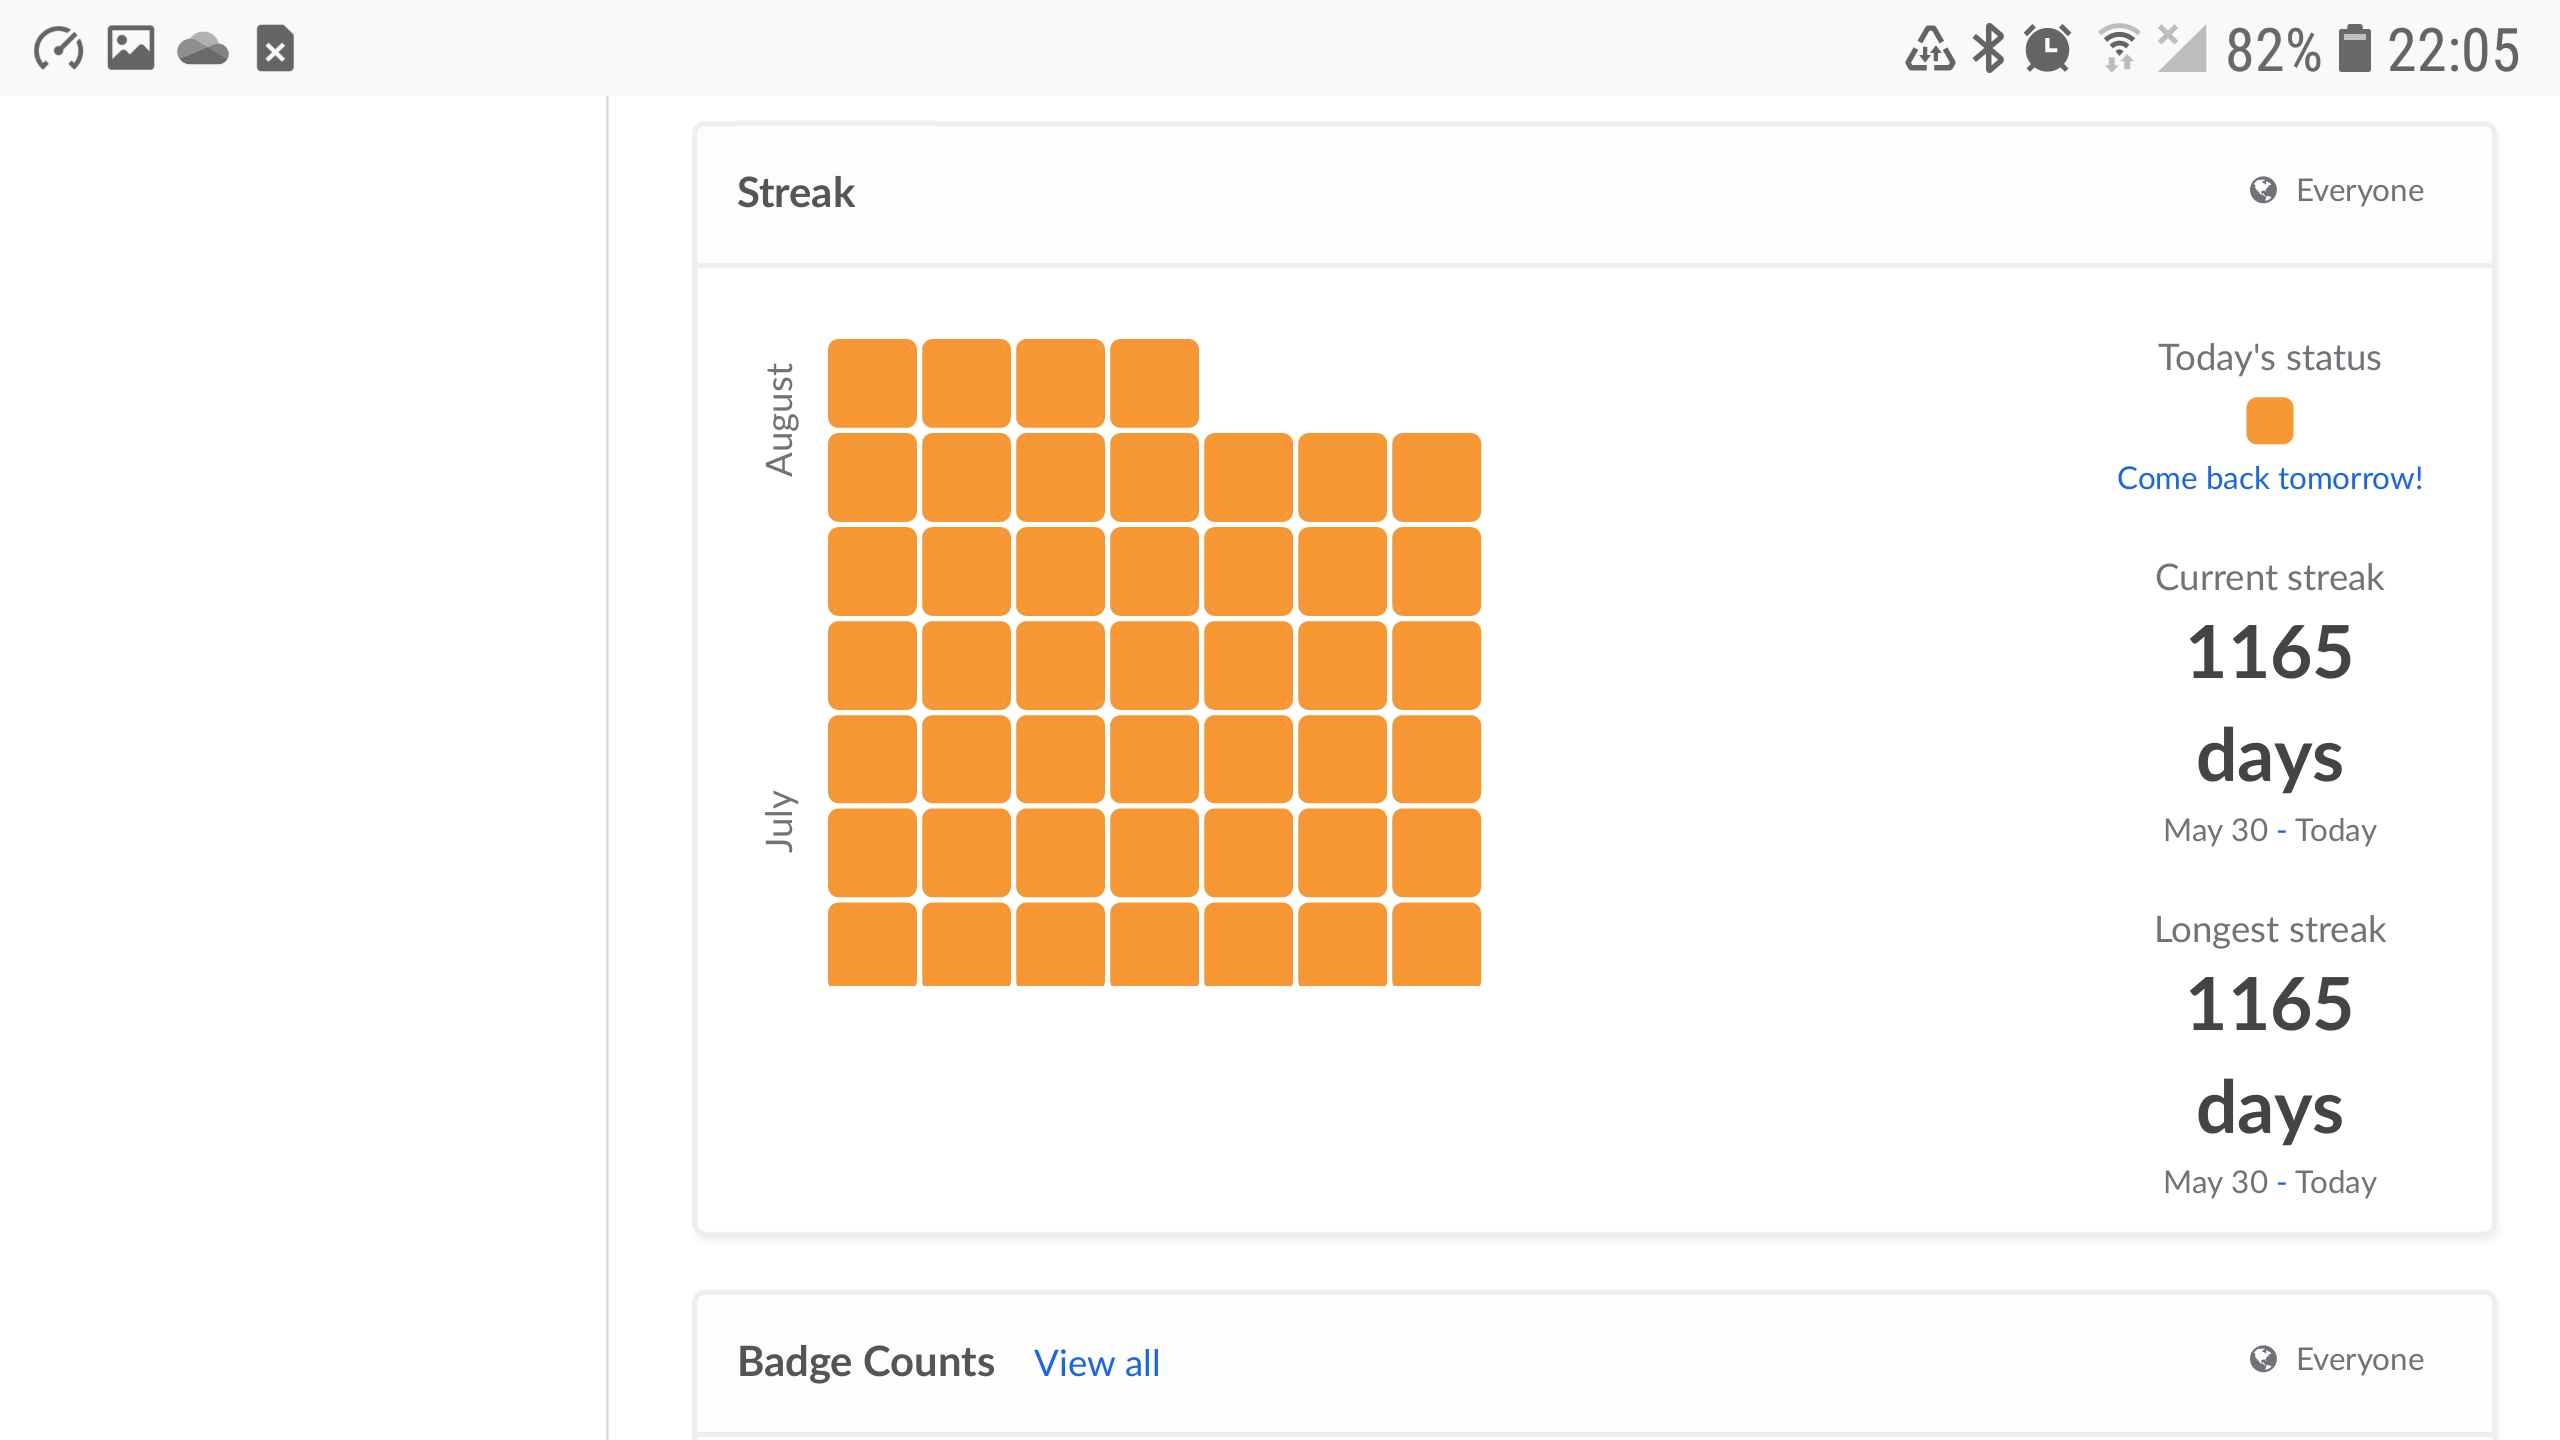 82% 22:05
Streak
Everyone
August
July
Today's status
Come back tomorrow!
Current streak
1165
days
May 30 - Today
Longest streak
1165
days
May 30 - Today
Badge Counts View all
Everyone